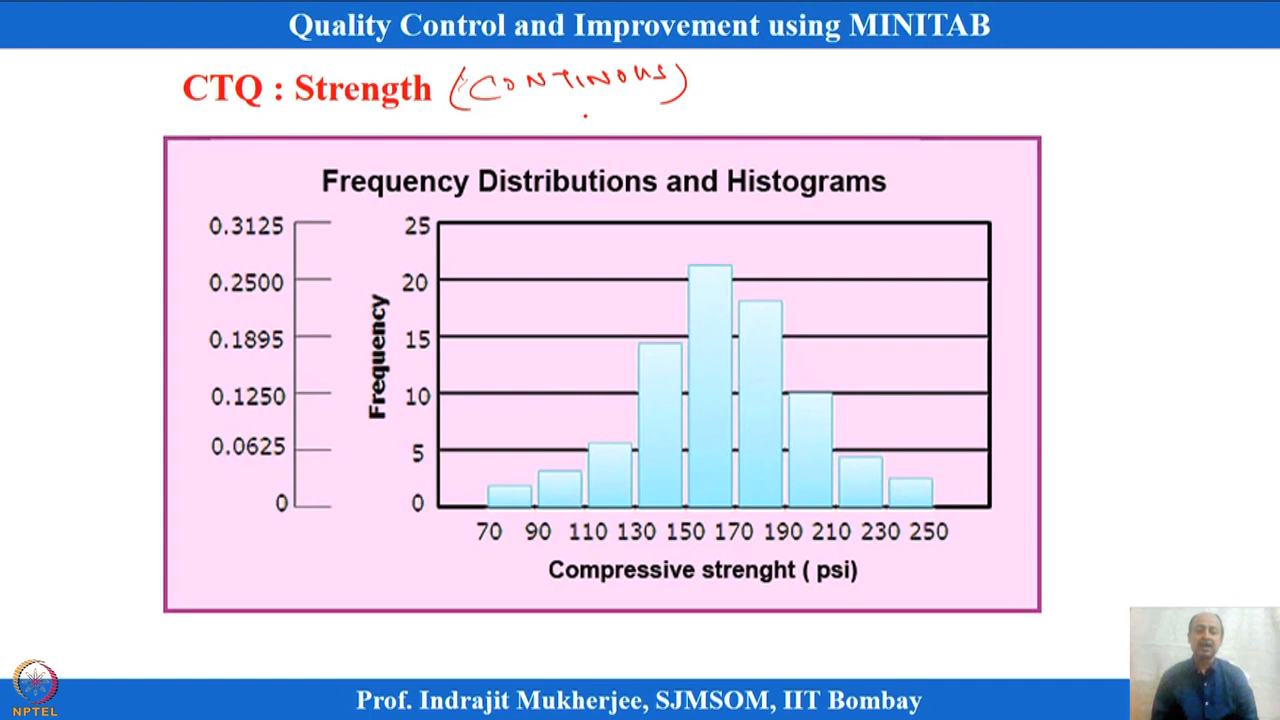 Quality Control and Improvement using MINITAB
CTQ : Strength (CONTINOUS)
Frequency Distributions and Histograms
0.3125
0.2500
0.1895
0.1250
0.0625
0
Frequency
25
20
15
10
5
0
70 90 110 130 150 170 190 210 230 250
Compressive strenght ( psi)
NPTEL
Prof. Indrajit Mukherjee, SJMSOM, IIT Bombay